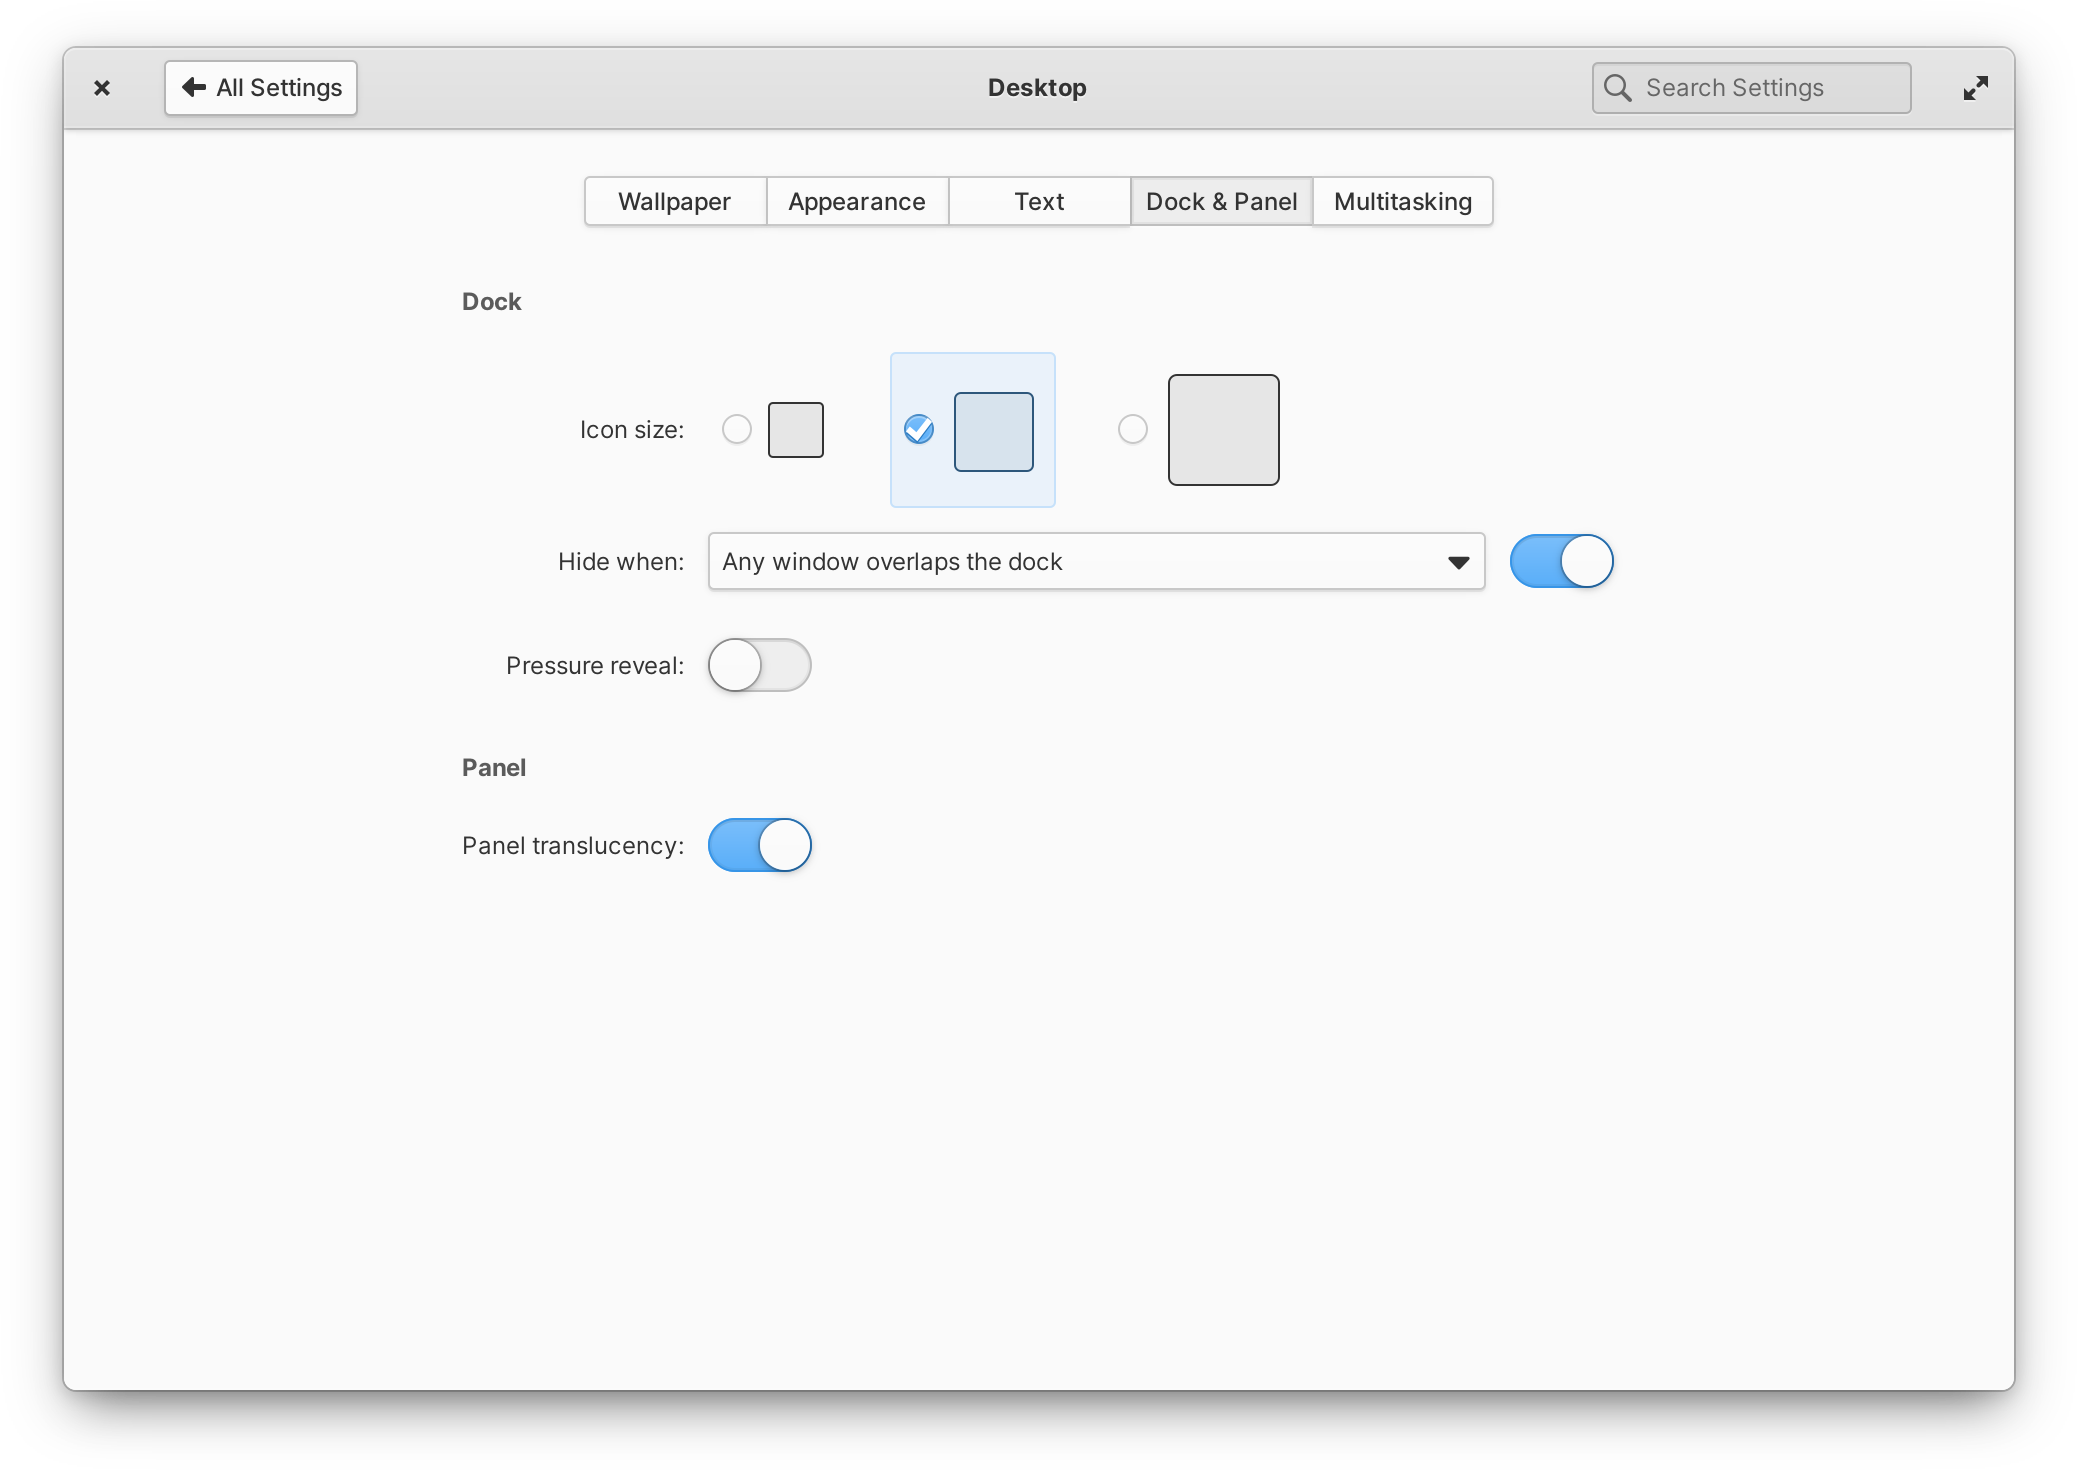 All Settings
Desktop
Search Settings
Wallpaper
Appearance
Text
Dock & Panel
Multitasking
Dock
Icon size:
Hide when:
Any window overlaps the dock
Pressure reveal:
Panel
Panel translucency: